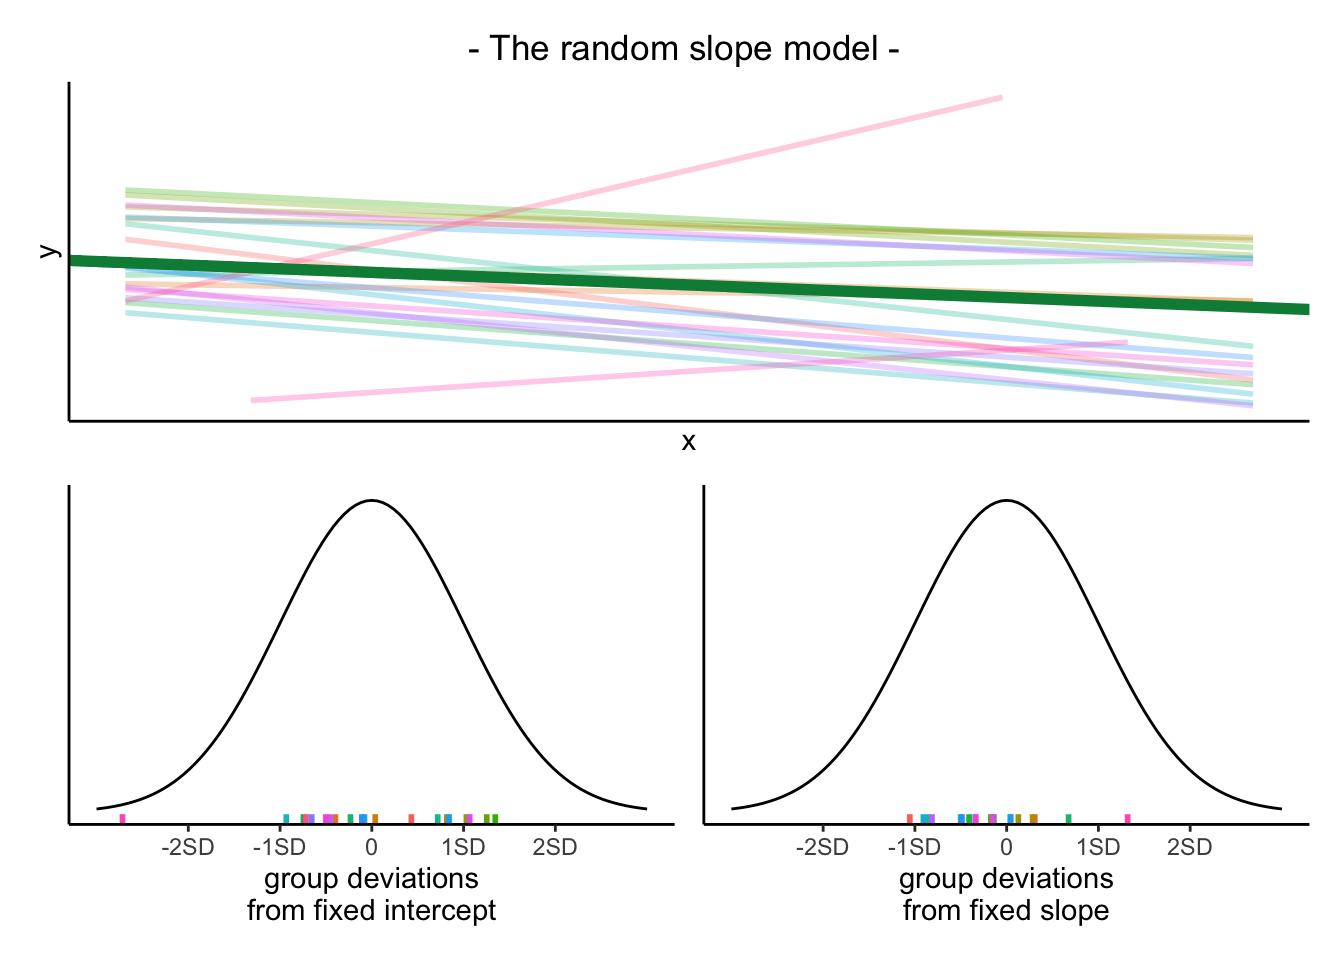 - The random slope model -
y
x
-2SD
-1SD
0
1SD
2SD
group deviations
from fixed intercept
-2SD
-1SD
0
1SD
2SD
group deviations
from fixed slope